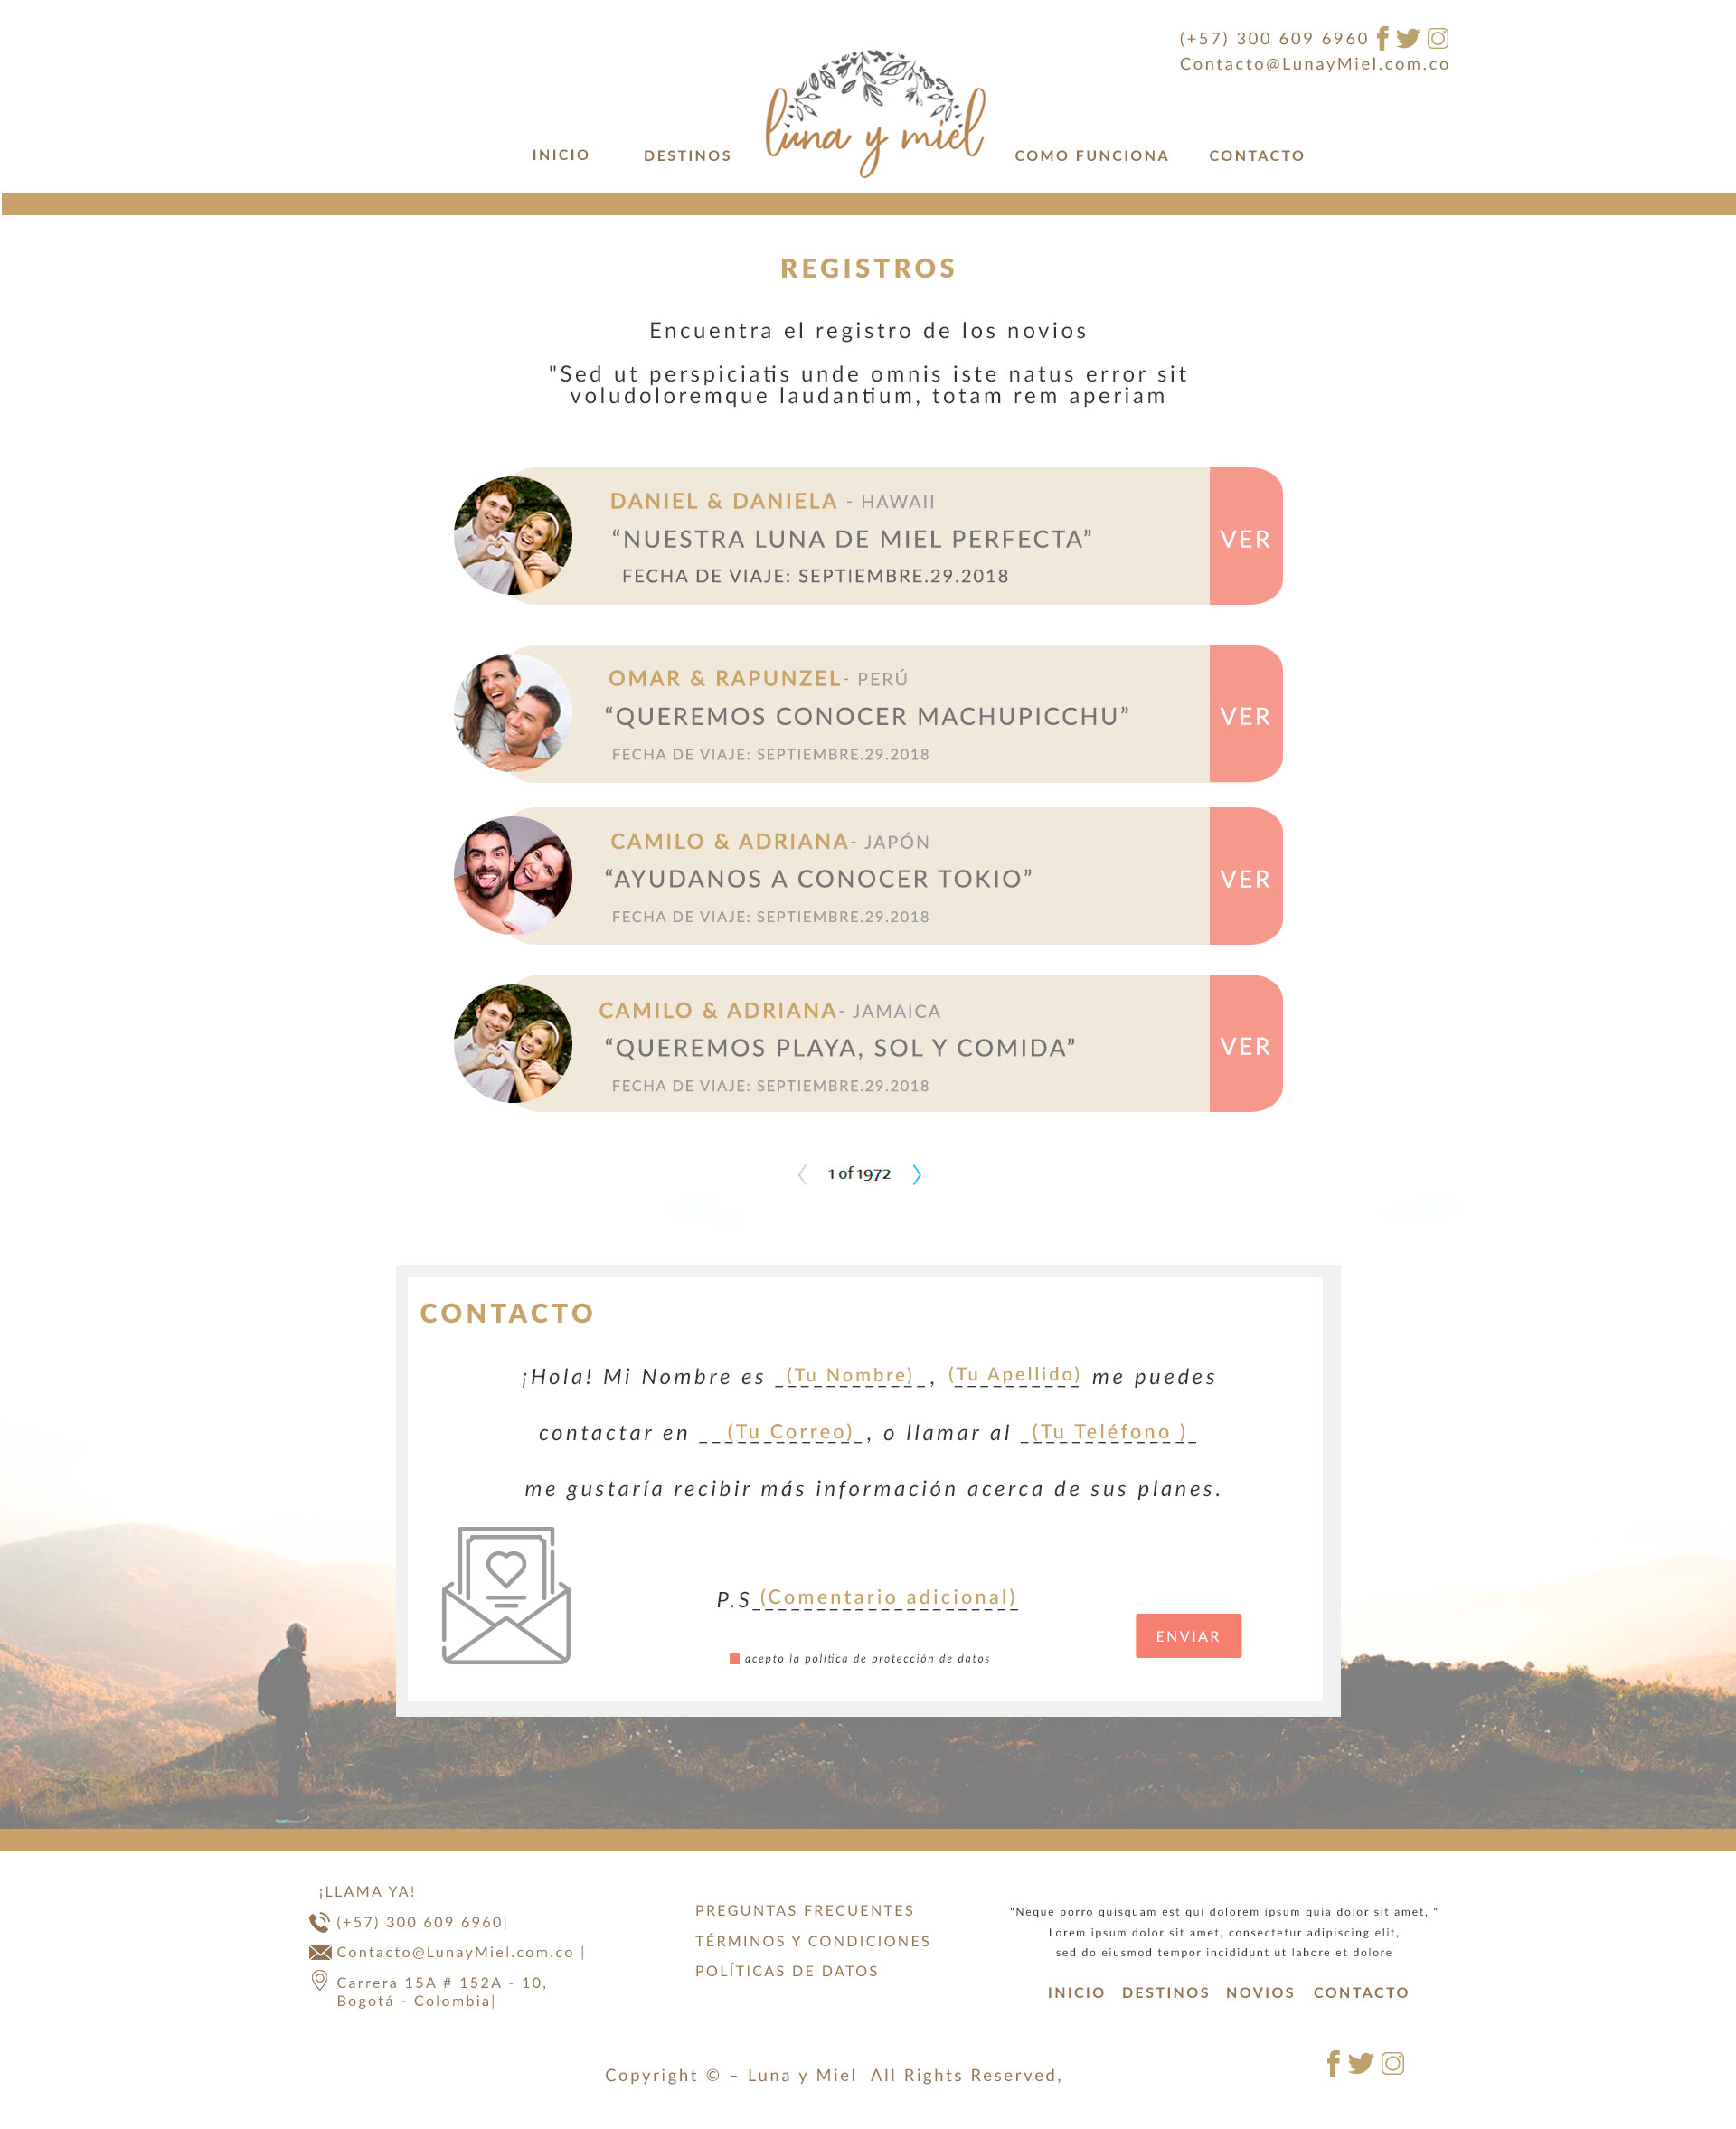 (+57) 300 609 6960
Contacto@LunayMiel.com.co
luna y miel
INICIO DESTINOS COMO FUNCIONA CONTACTO
REGISTROS
Encuentra el registro de los novios
"Sed ut perspiciatis unde omnis iste natus error sit
voludoloremque laudantium, totam rem aperiam
DANIEL & DANIELA - HAWAII
“NUESTRA LUNA DE MIEL PERFECTA”
FECHA DE VIAJE: SEPTIEMBRE.29.2018
VER
OMAR & RAPUNZEL- PERÚ
“QUEREMOS CONOCER MACHUPICCHU”
FECHA DE VIAJE: SEPTIEMBRE.29.2018
VER
CAMILO & ADRIANA- JAPÓN
“AYUDANOS A CONOCER TOKIO”
FECHA DE VIAJE: SEPTIEMBRE.29.2018
VER
CAMILO & ADRIANA- JAMAICA
“QUEREMOS PLAYA, SOL Y COMIDA”
FECHA DE VIAJE: SEPTIEMBRE.29.2018
VER
1 of 1972
CONTACTO
¡Hola! Mi Nombre es (Tu Nombre), (Tu Apellido) me puedes
contactar en (Tu Correo), o llamar al (Tu Teléfono )
me gustaría recibir más información acerca de sus planes.
P.S (Comentario adicional)
ENVIAR
acepto la política de protección de datos
¡LLAMA YA!
(+57) 300 609 6960|
Contacto@LunayMiel.com.co |
Carrera 15A # 152A - 10,
Bogotá - Colombia|
PREGUNTAS FRECUENTES
TÉRMINOS Y CONDICIONES
POLÍTICAS DE DATOS
"Neque porro quisquam est qui dolorem ipsum quia dolor sit amet, "
Lorem ipsum dolor sit amet, consectetur adipiscing elit,
sed do eiusmod tempor incididunt ut labore et dolore
INICIO DESTINOS NOVIOS CONTACTO
Copyright © – Luna y Miel All Rights Reserved,